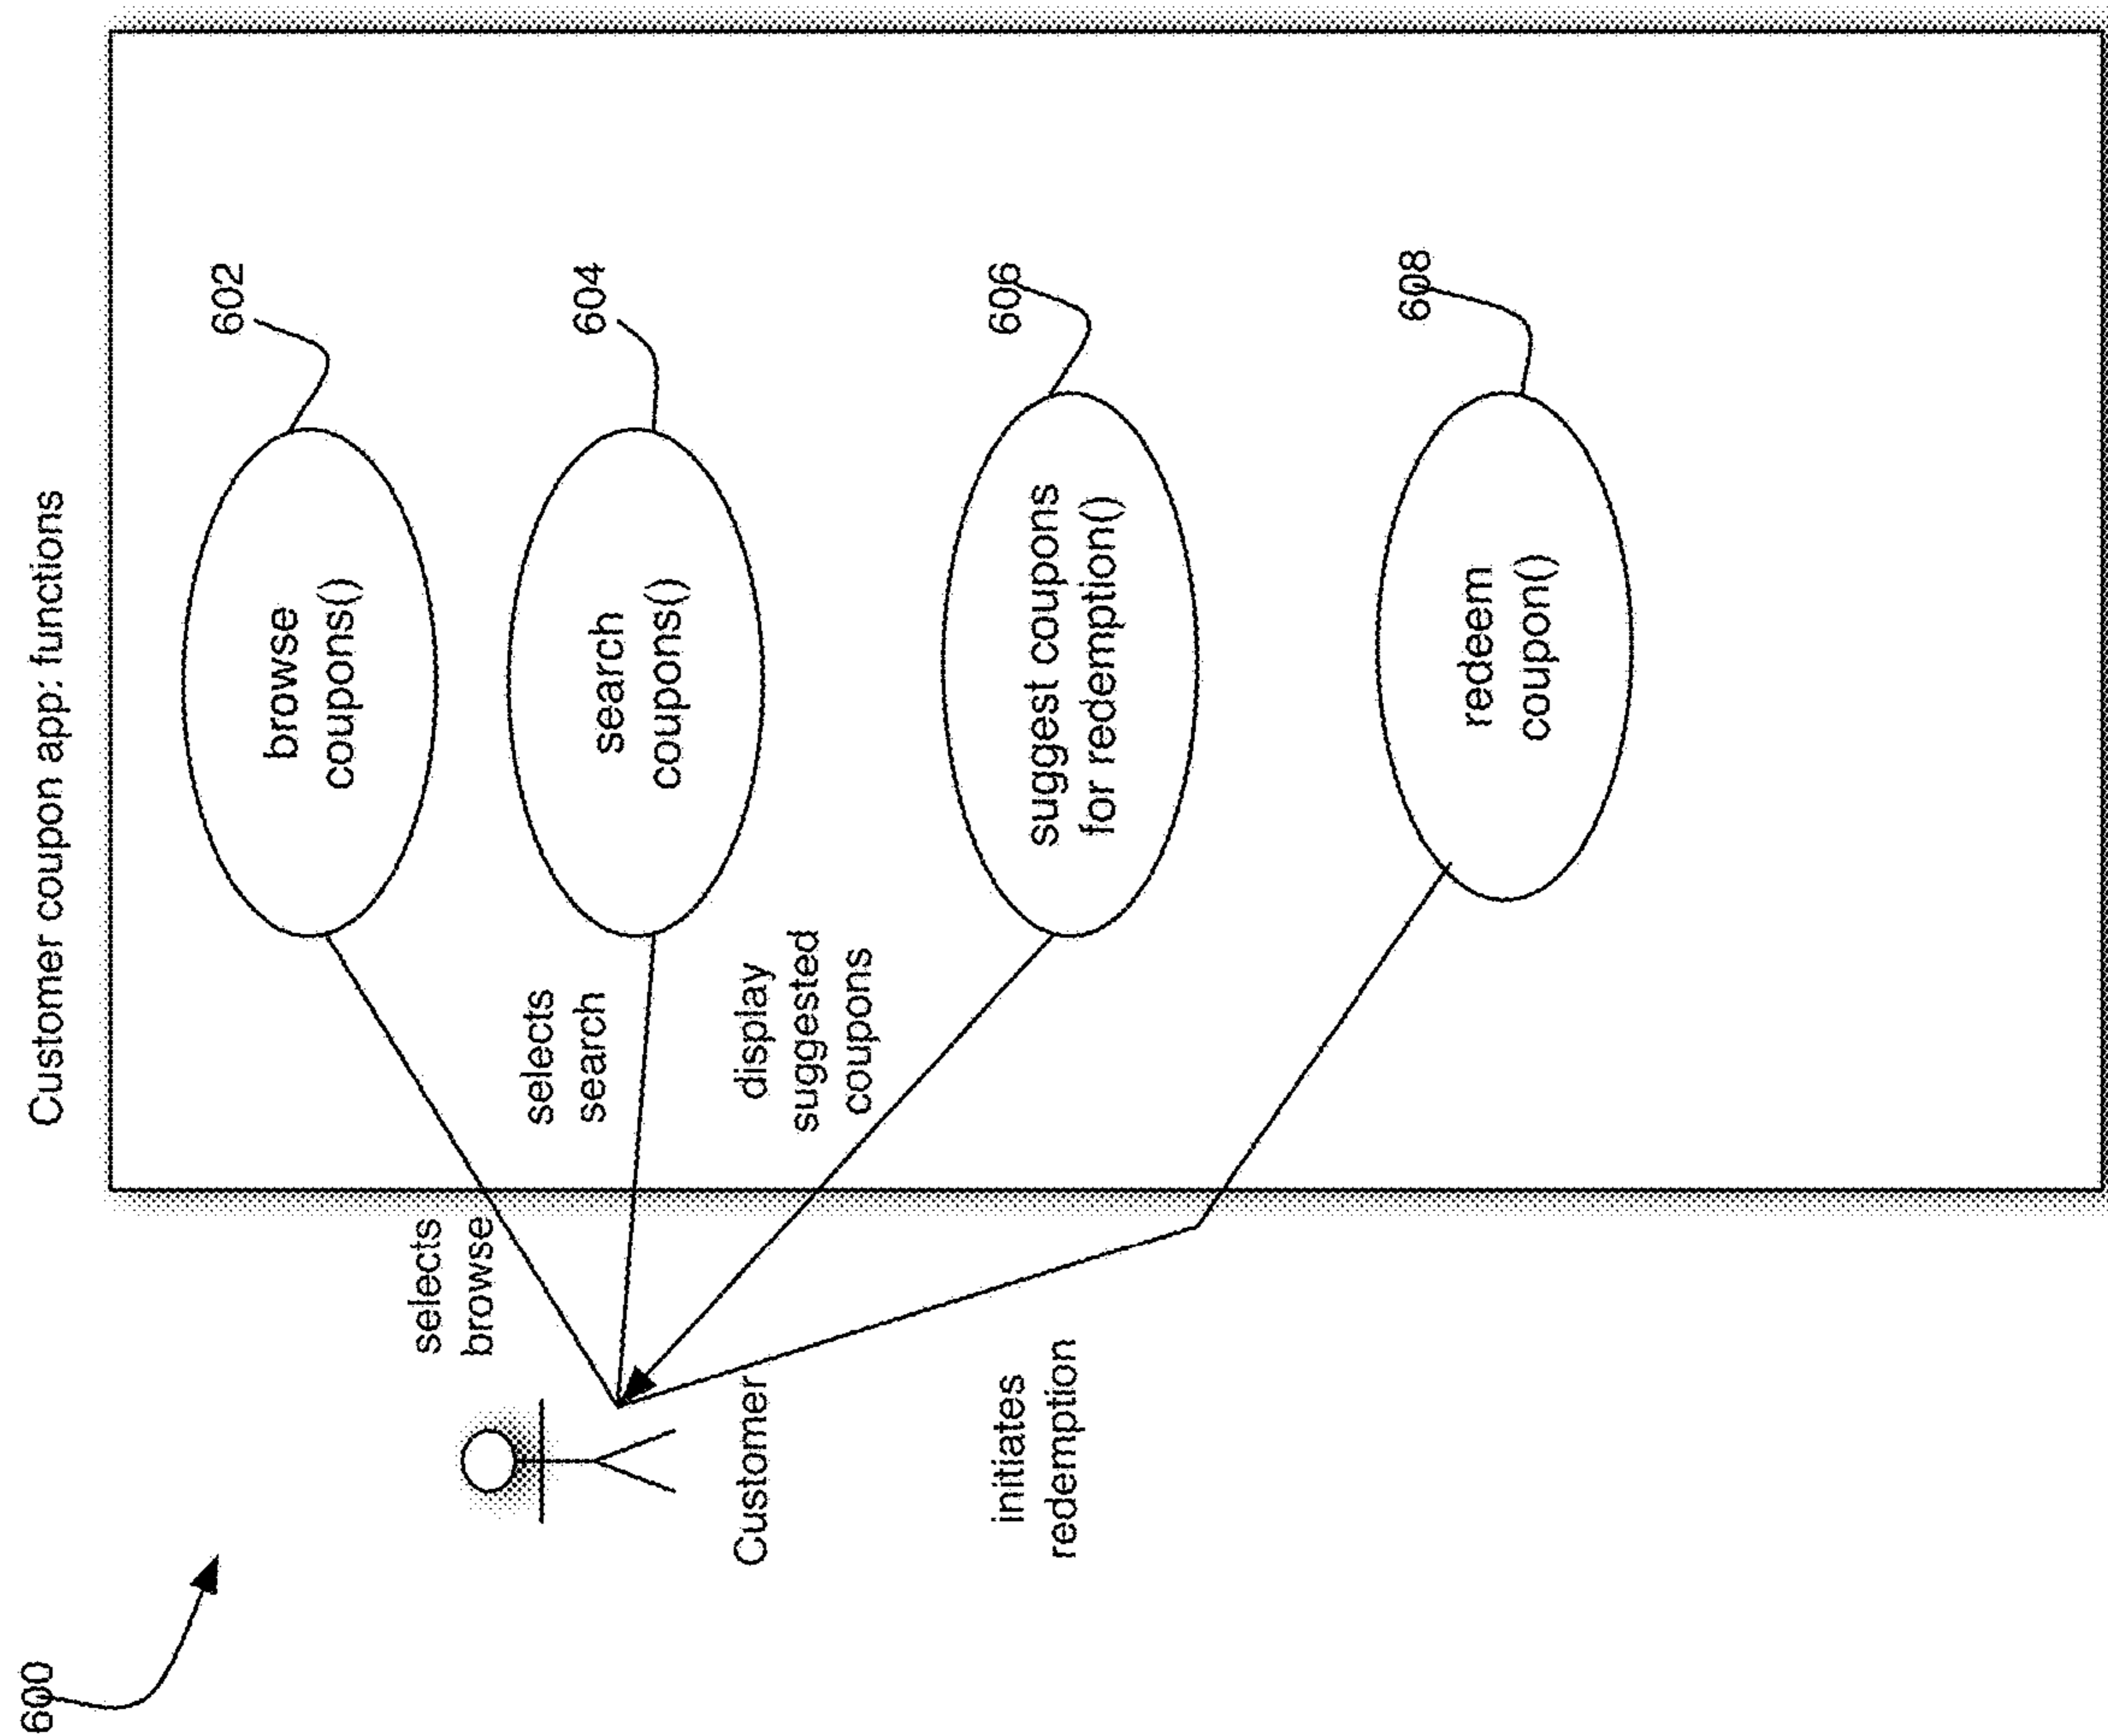 600
Customer coupon app: functions
602
browse
coupons()
selects
browse
604
search
coupons()
selects
search
display
suggested
coupons
Customer
606
suggest coupons
for redemption()
initiates
redemption
608
redeem
coupon()